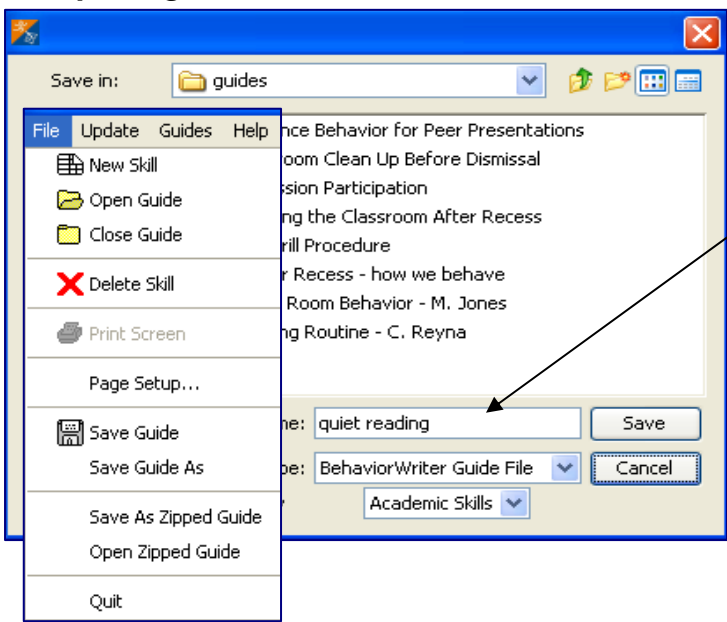 Save in: guides
File Update Guides Help
New Skill
Open Guide
Close Guide
Delete Skill
Print Screen
Page Setup...
Save Guide
Save Guide As
Save As Zipped Guide
Open Zipped Guide
Quit
nce Behavior for Peer Presentations
oom Clean Up Before Dismissal
ssion Participation
ng the Classroom After Recess
rill Procedure
r Recess - how we behave
Room Behavior - M. Jones
ng Routine - C. Reyna
me: quiet reading Save
pe: BehaviorWriter Guide File Cancel
Academic Skills